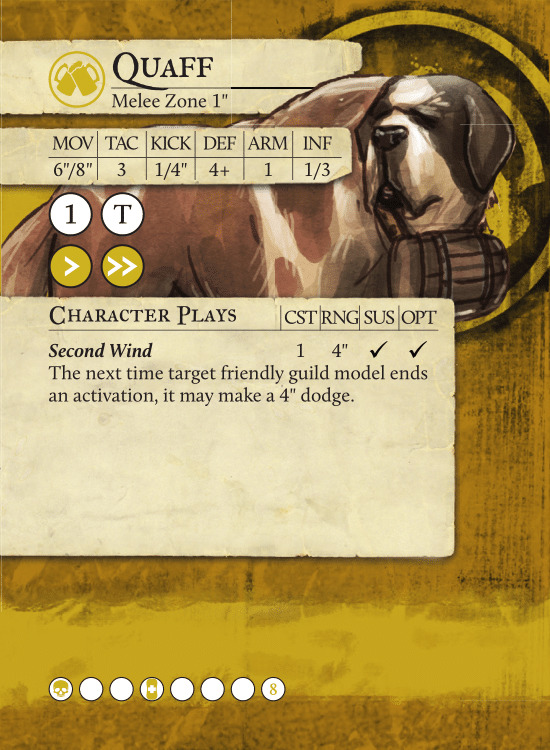 QUAFF
Melee Zone 1"
MOV TAC KICK DEF ARM INF
6"/8" 3 1/4" 4+ 1 1/3
1 T
> >>
CHARACTER PLAYS CST RNG SUS OPT
Second Wind 1 4" ✓ ✓
The next time target friendly guild model ends
an activation, it may make a 4" dodge.
8